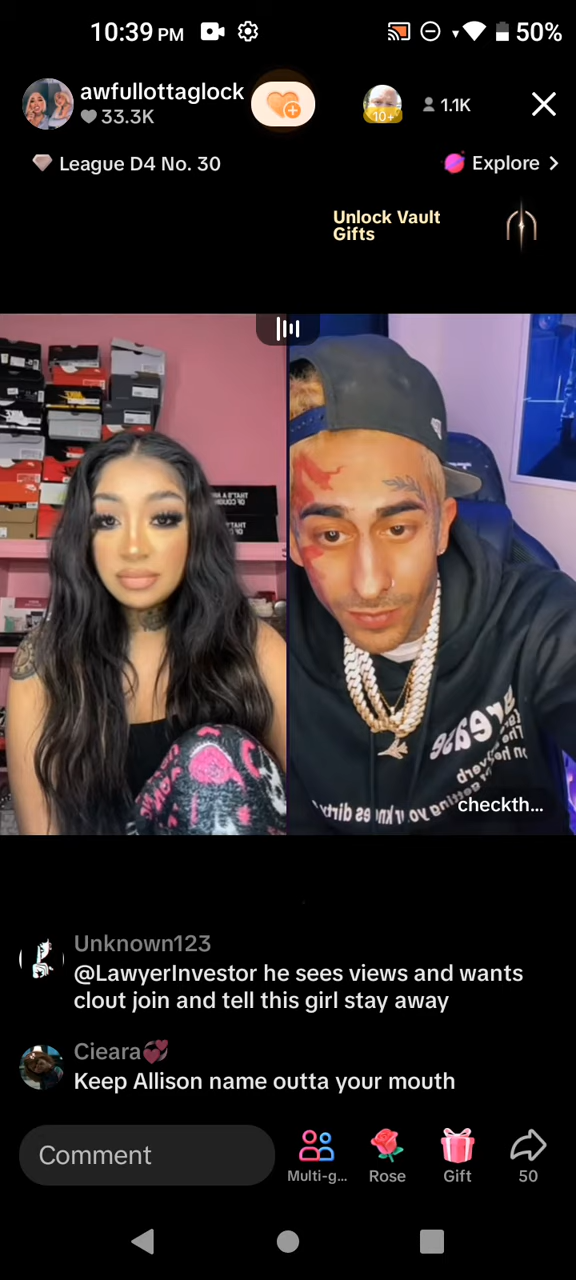 10:39 PM
50%
awfullottaglock
33.3K
10+
1.1K
League D4 No. 30
Explore >
Unlock Vault
Gifts
THAT'S A
checkth...
Unknown123
@LawyerInvestor he sees views and wants
clout join and tell this girl stay away
Cieara💞
Keep Allison name outta your mouth
Comment
Multi-g...
Rose
Gift
50